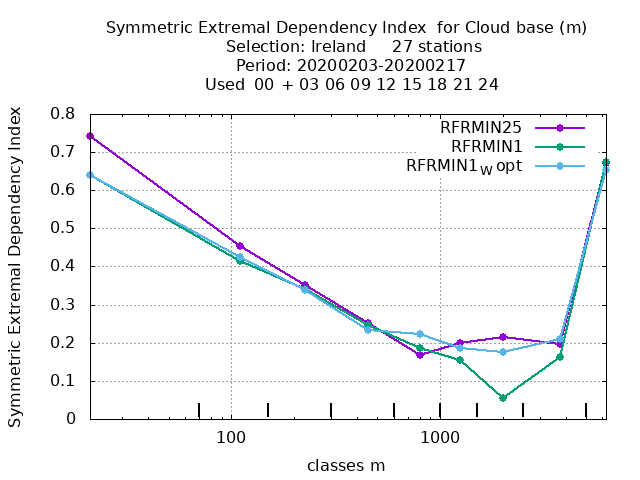 Symmetric Extremal Dependency Index for Cloud base (m)
Selection: Ireland 27 stations
Period: 20200203-20200217
Used 00 + 03 06 09 12 15 18 21 24
Symmetric Extremal Dependency Index
0.8
0.7
0.6
0.5
0.4
0.3
0.2
0.1
0
RFRMIN25
RFRMIN1
RFRMIN1W opt
100
1000
classes m